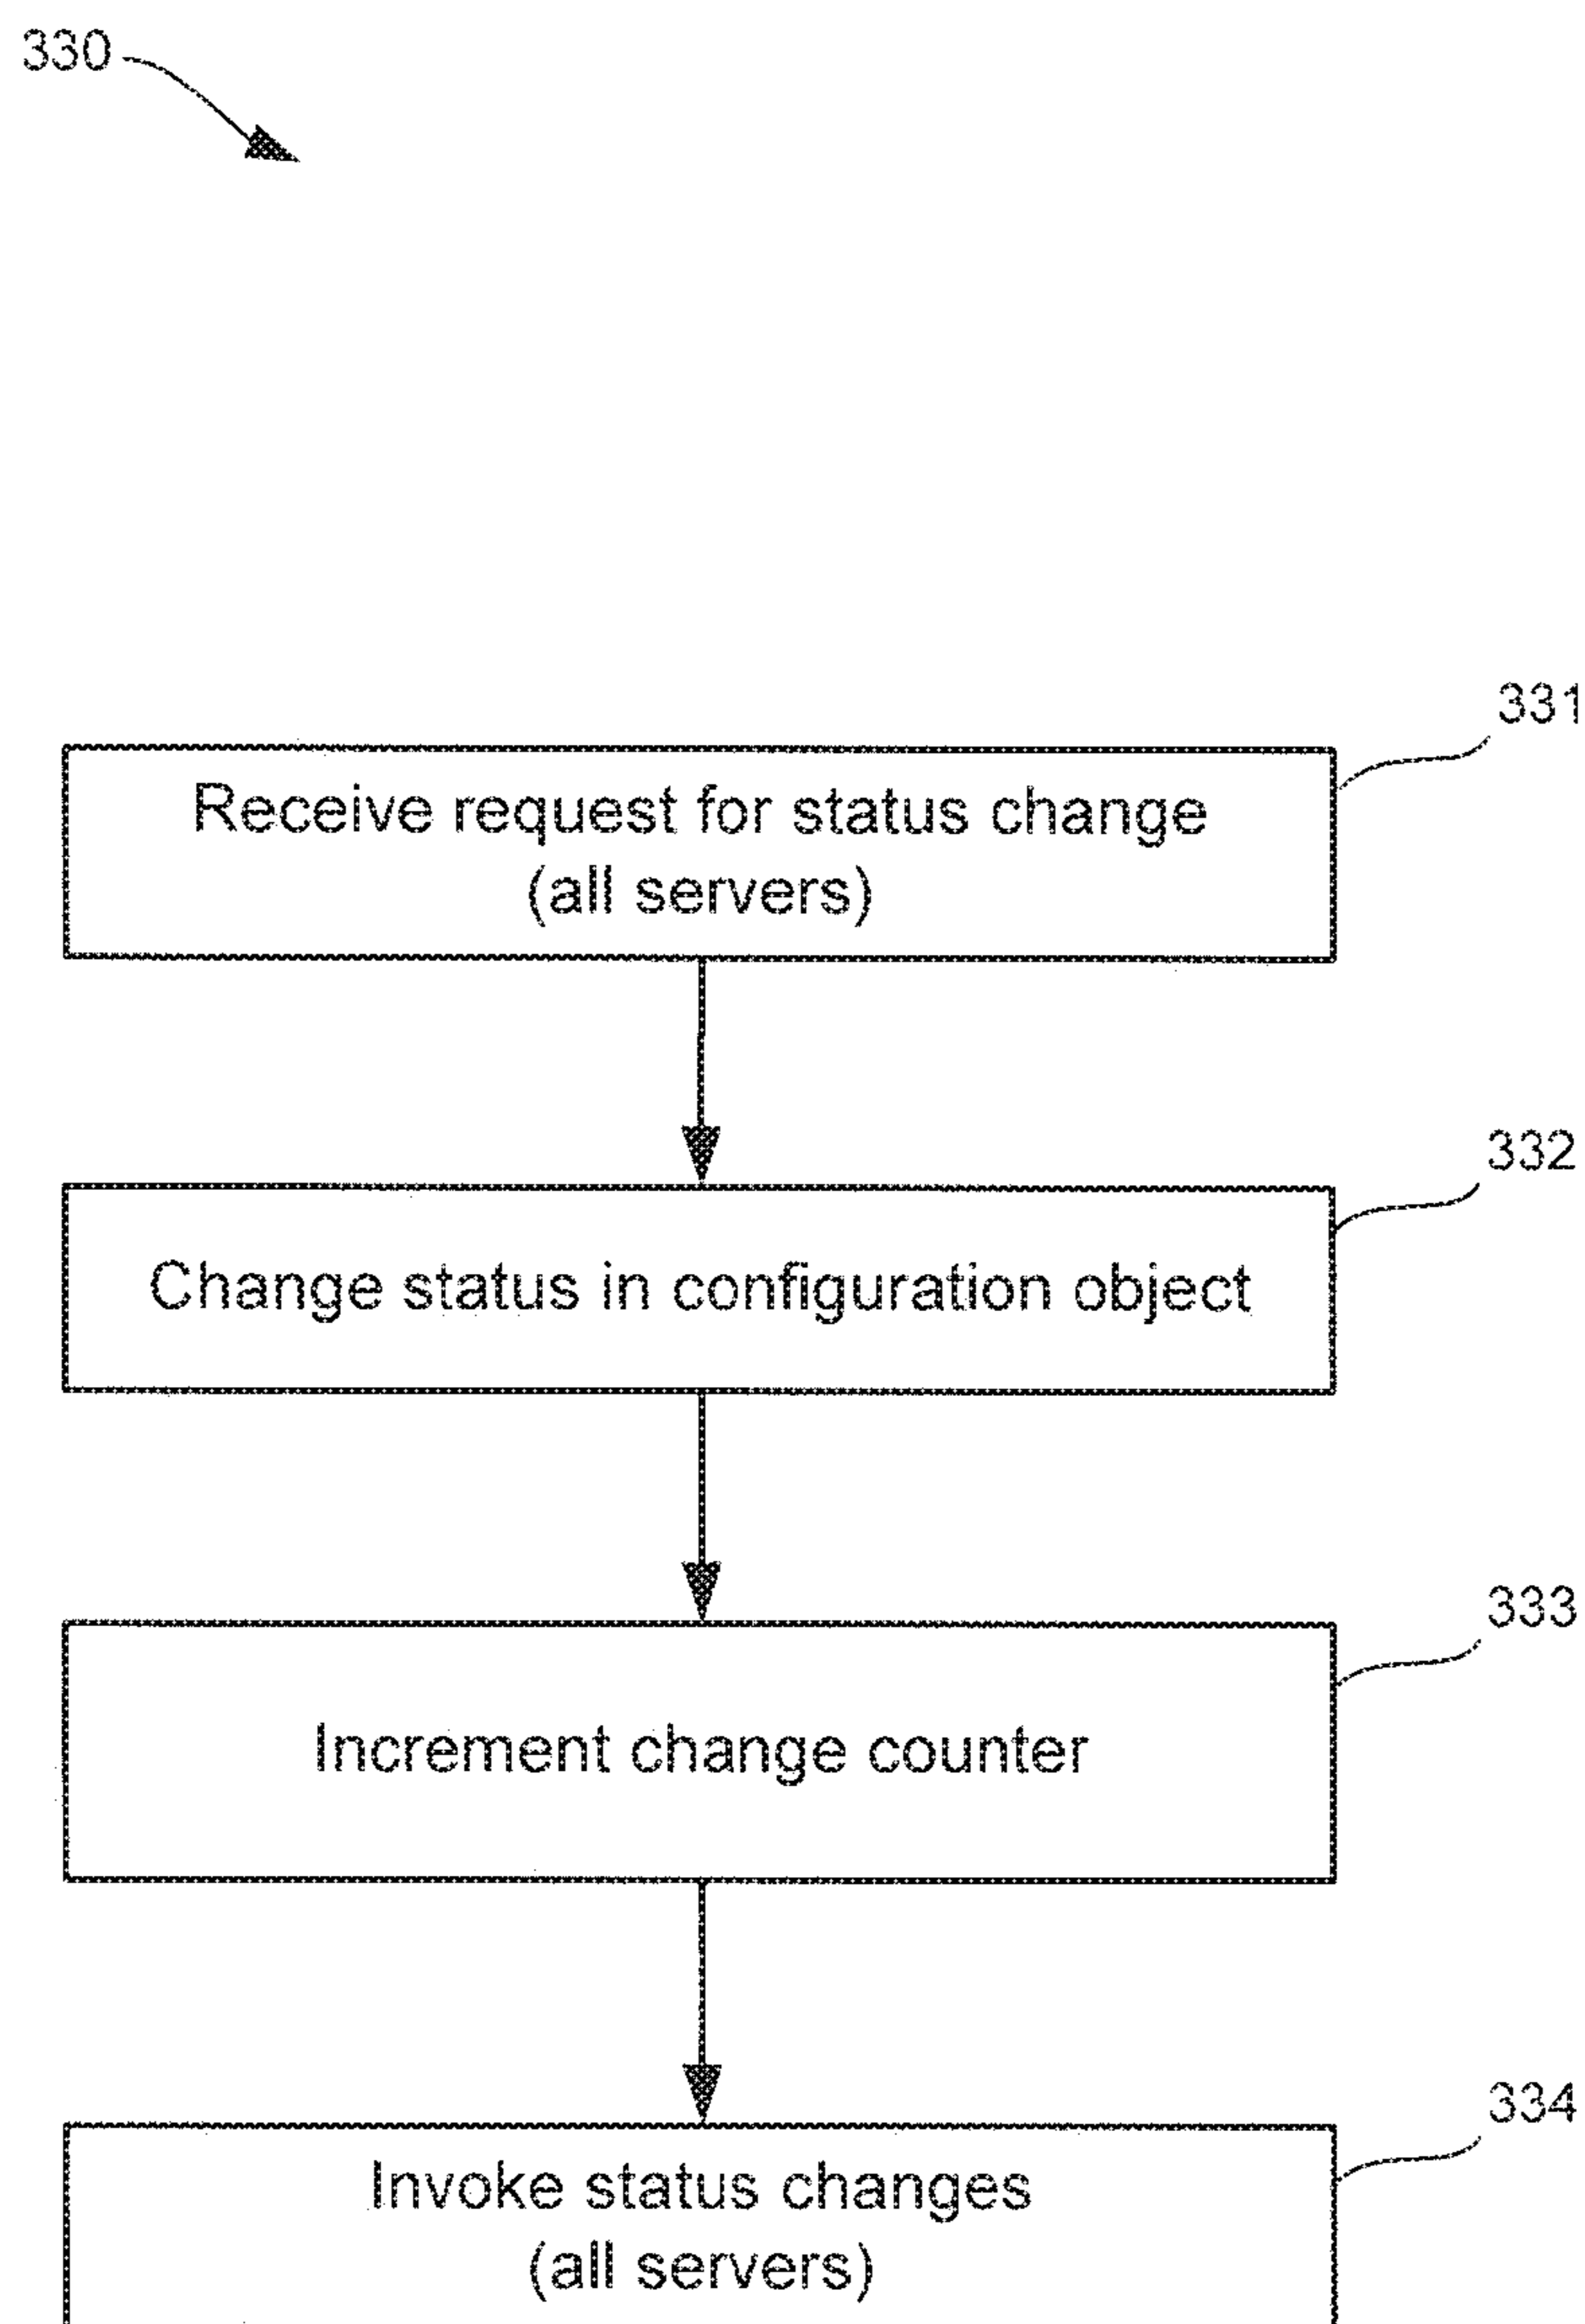 330
331
Receive request for status change
(all servers)
332
Change status in configuration object
333
Increment change counter
334
Invoke status changes
(all servers)